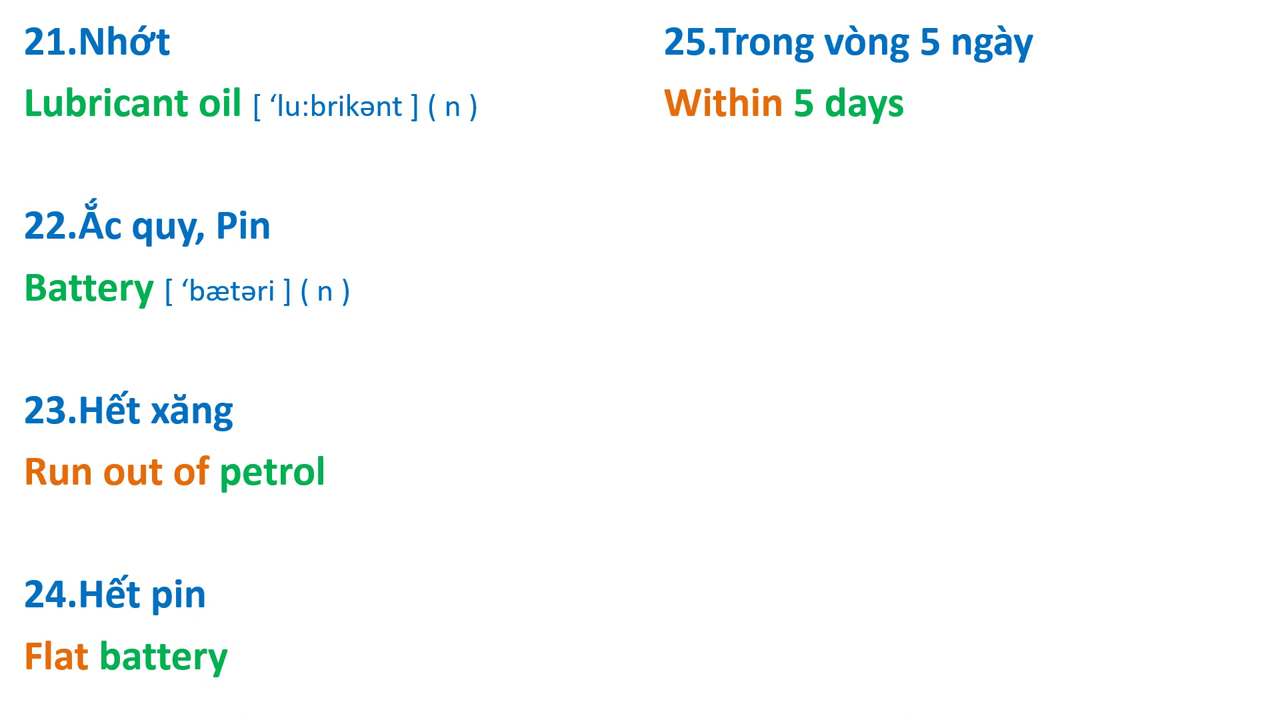 21.Nhớt
Lubricant oil [ ‘lu:brikənt ] ( n )
22.Ắc quy, Pin
Battery [ ‘bætəri ] ( n )
23.Hết xăng
Run out of petrol
24.Hết pin
Flat battery
25.Trong vòng 5 ngày
Within 5 days